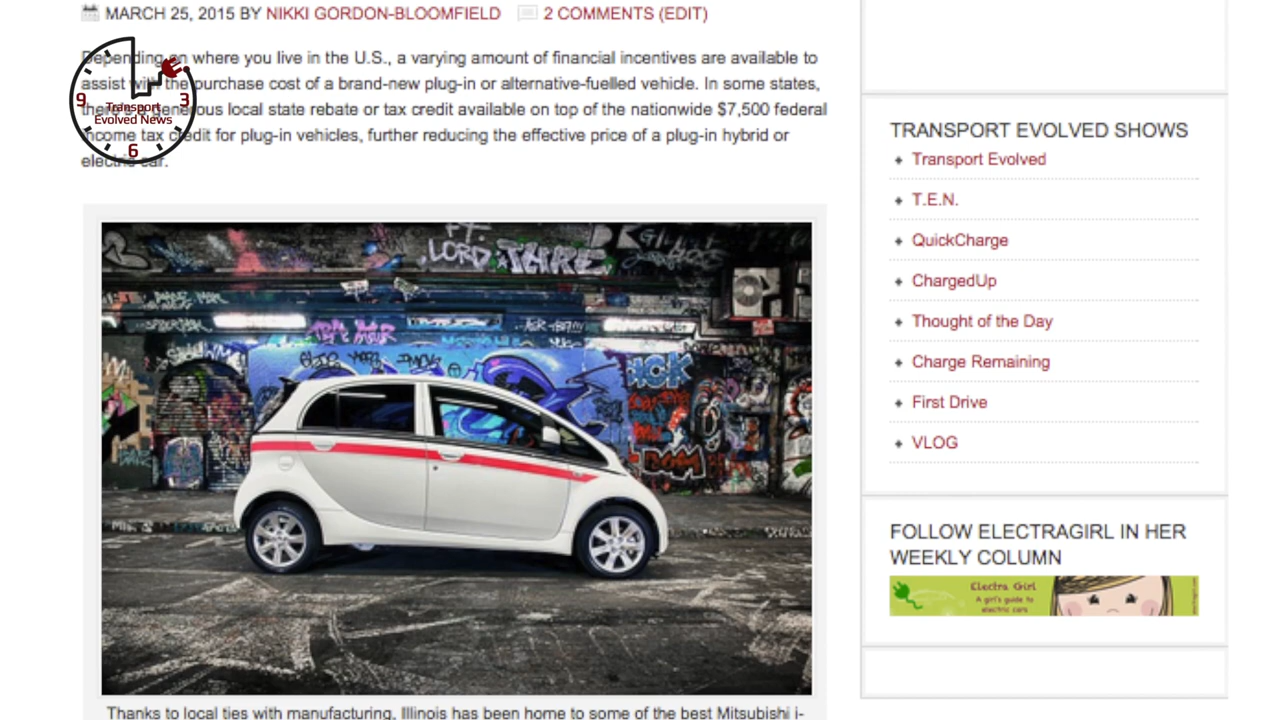 MARCH 25, 2015 BY NIKKI GORDON-BLOOMFIELD 2 COMMENTS (EDIT)
Depending on where you live in the U.S., a varying amount of financial incentives are available to
assist with the purchase cost of a brand-new plug-in or alternative-fuelled vehicle. In some states,
there's a generous local state rebate or tax credit available on top of the nationwide $7,500 federal
income tax credit for plug-in vehicles, further reducing the effective price of a plug-in hybrid or
electric car.
9
3
6
Transport
Evolved News
LORD THRE
Thanks to local ties with manufacturing, Illinois has been home to some of the best Mitsubishi i-
TRANSPORT EVOLVED SHOWS
Transport Evolved
T.E.N.
QuickCharge
ChargedUp
Thought of the Day
Charge Remaining
First Drive
VLOG
FOLLOW ELECTRAGIRL IN HER
WEEKLY COLUMN
Electra Girl
A girl's guide to
electric cars